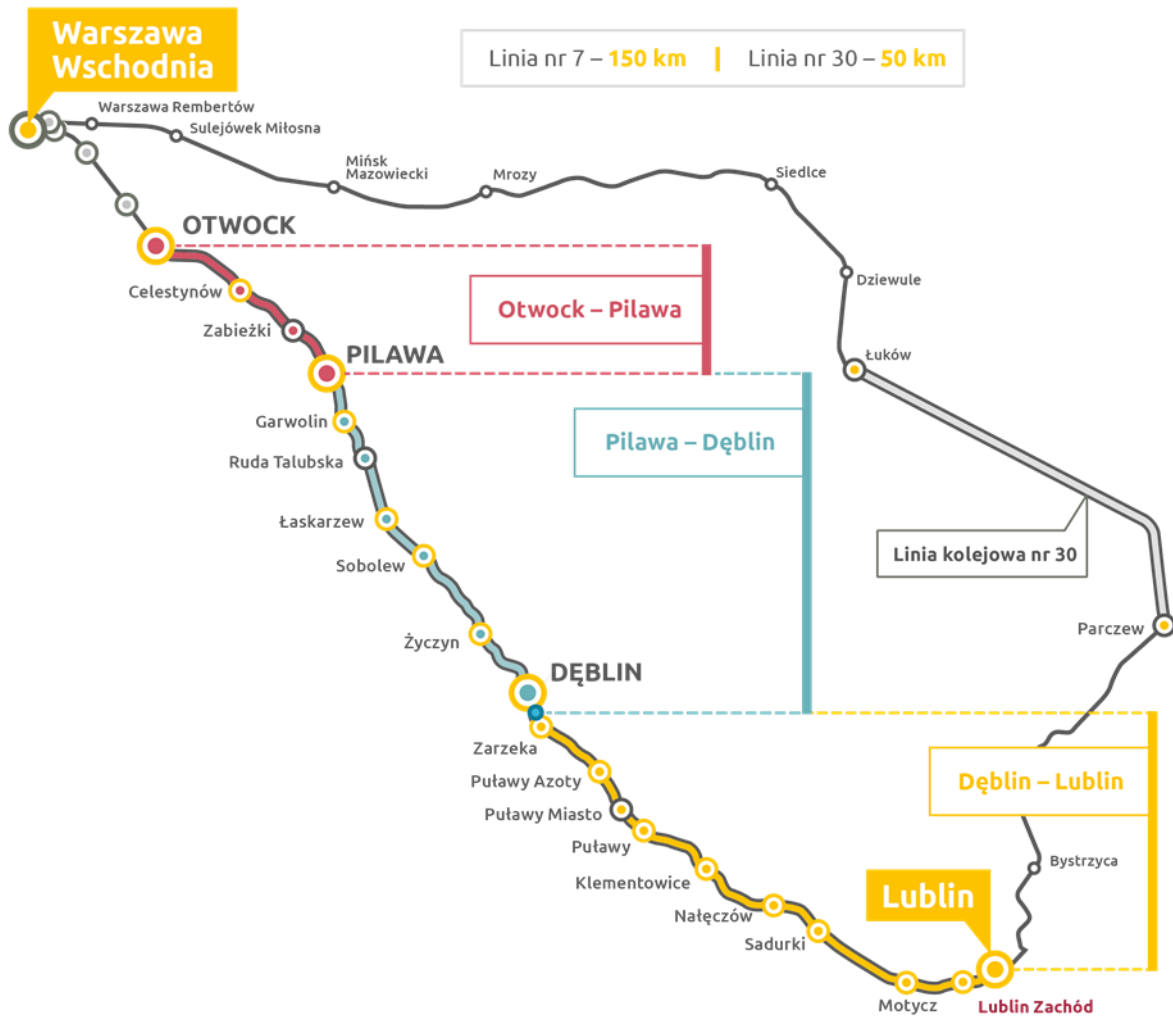 Warszawa
Wschodnia
Linia nr 7 – 150 km | Linia nr 30 – 50 km
Warszawa Rembertów
Sulejówek Miłosna
Mińsk
Mazowiecki
Mrozy
Siedlce
OTWOCK
Dziewule
Celestynów
Otwock – Pilawa
Zabieżki
PILAWA
Łuków
Garwolin
Pilawa – Dęblin
Ruda Talubska
Łaskarzew
Linia kolejowa nr 30
Sobolew
Parczew
Życzyn
DĘBLIN
Zarzeka
Puławy Azoty
Dęblin – Lublin
Puławy Miasto
Puławy
Bystrzyca
Klementowice
Lublin
Nałęczów
Sadurki
Motycz
Lublin Zachód